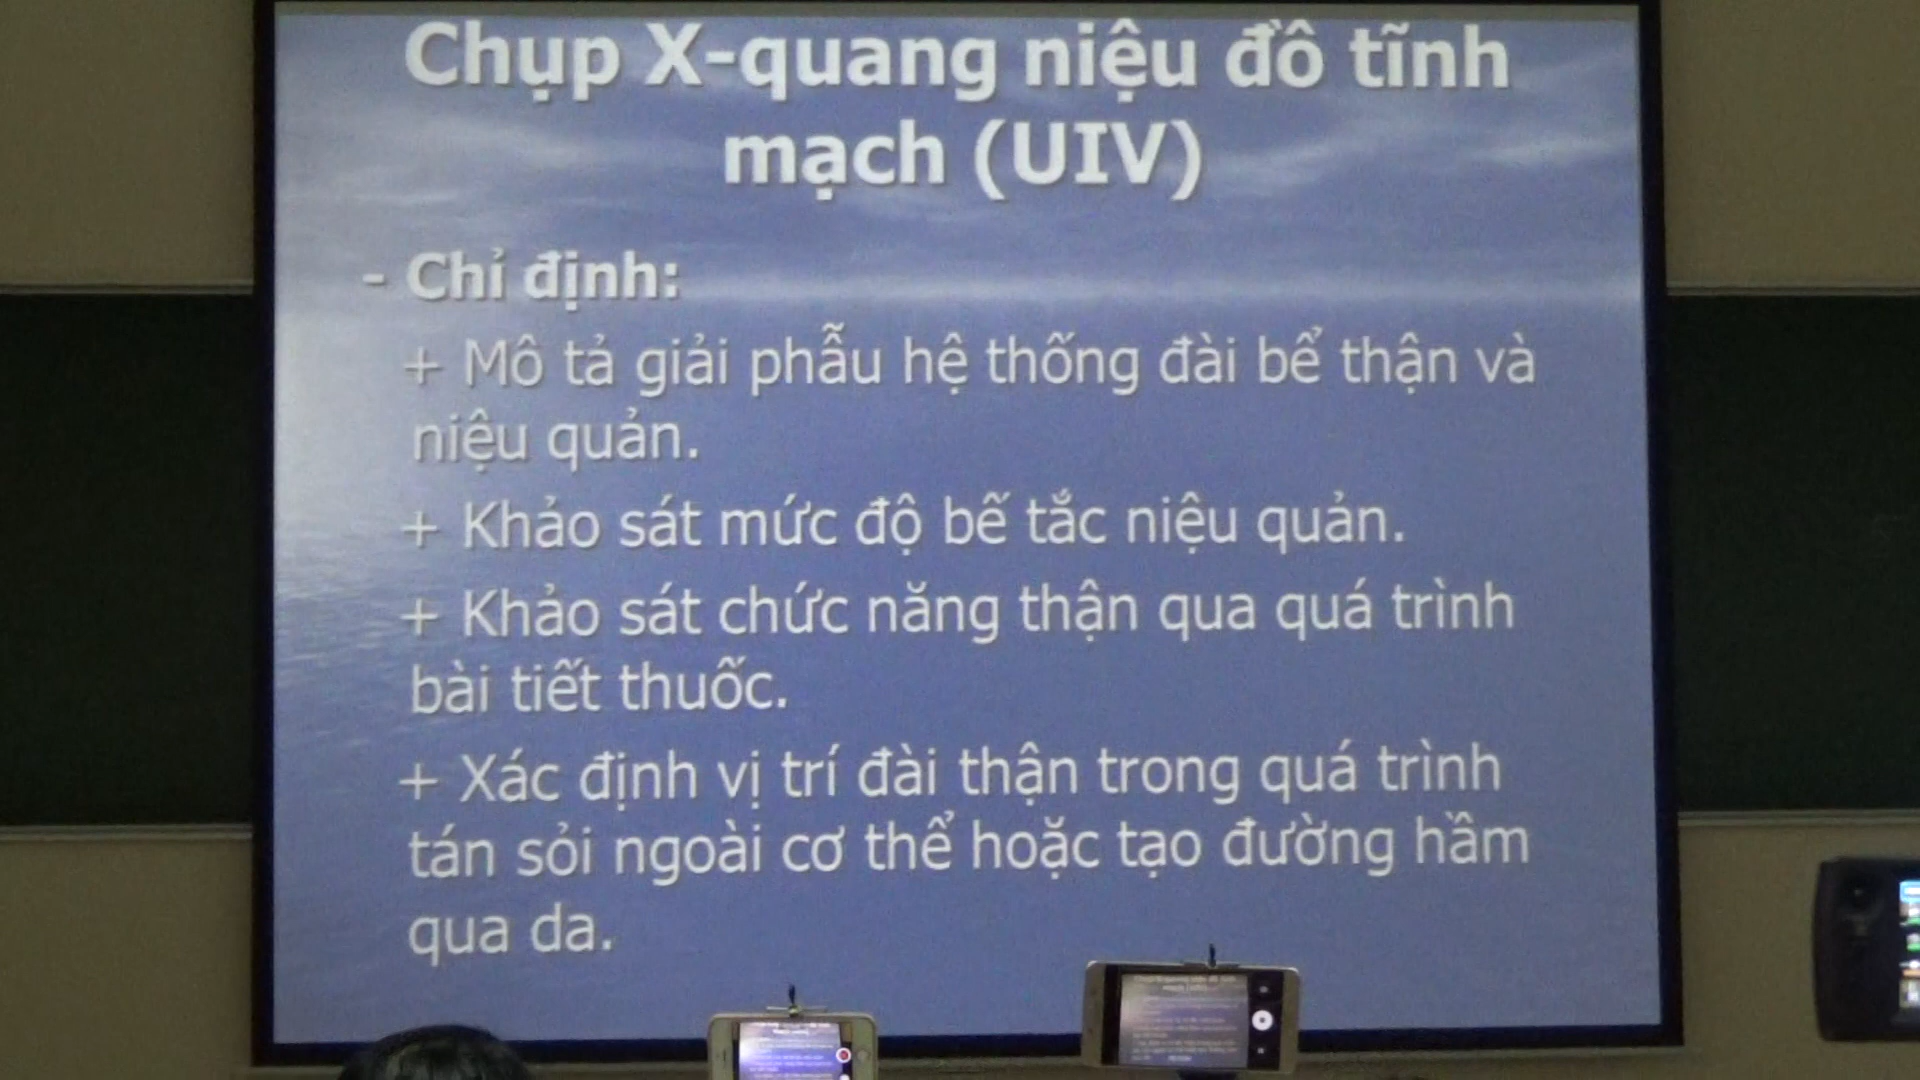 Chụp X-quang niệu đồ tĩnh
mạch (UIV)
- Chỉ định:
+ Mô tả giải phẫu hệ thống đài bể thận và
niệu quản.
+ Khảo sát mức độ bế tắc niệu quản.
+ Khảo sát chức năng thận qua quá trình
bài tiết thuốc.
+ Xác định vị trí đài thận trong quá trình
tán sỏi ngoài cơ thể hoặc tạo đường hầm
qua da.